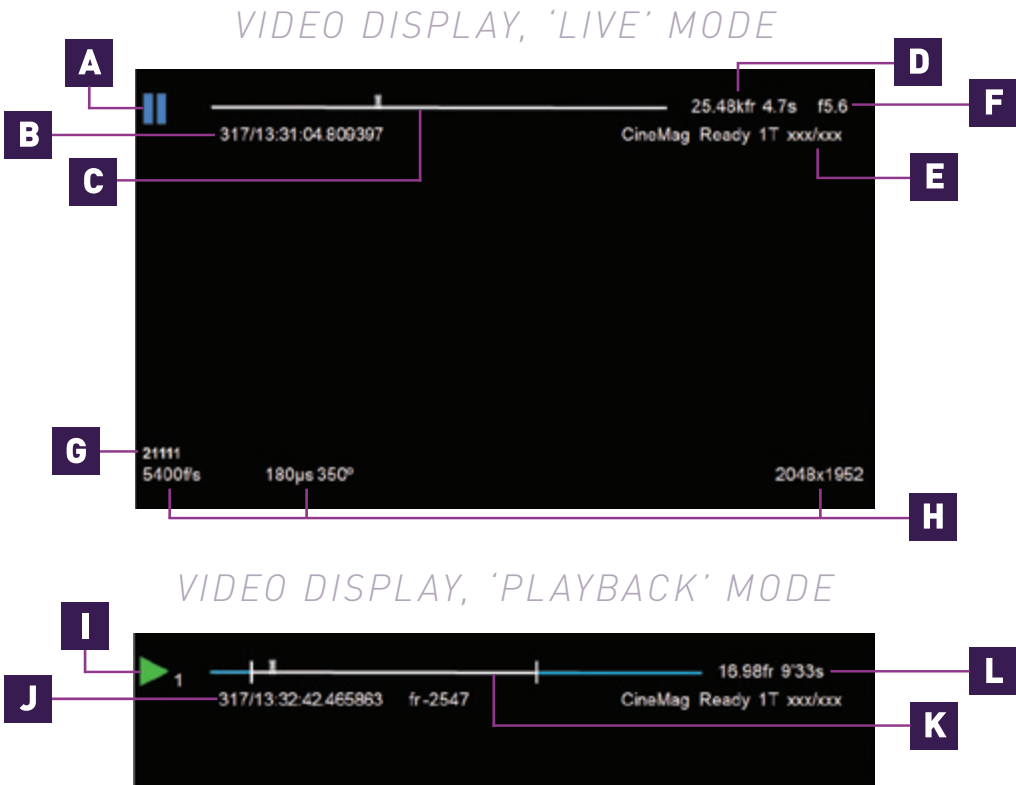 VIDEO DISPLAY, ‘LIVE’ MODE
A
D
25.48kfr 4.7s f5.6
F
B
317/13:31:04.809397
CineMag Ready 1T xxx/xxx
C
E
G
21111
5400f/s 180µs 350º 2048x1952
H
VIDEO DISPLAY, ‘PLAYBACK’ MODE
I
1
16.98fr 9'33s
L
J
317/13:32:42.465863 fr-2547
CineMag Ready 1T xxx/xxx
K